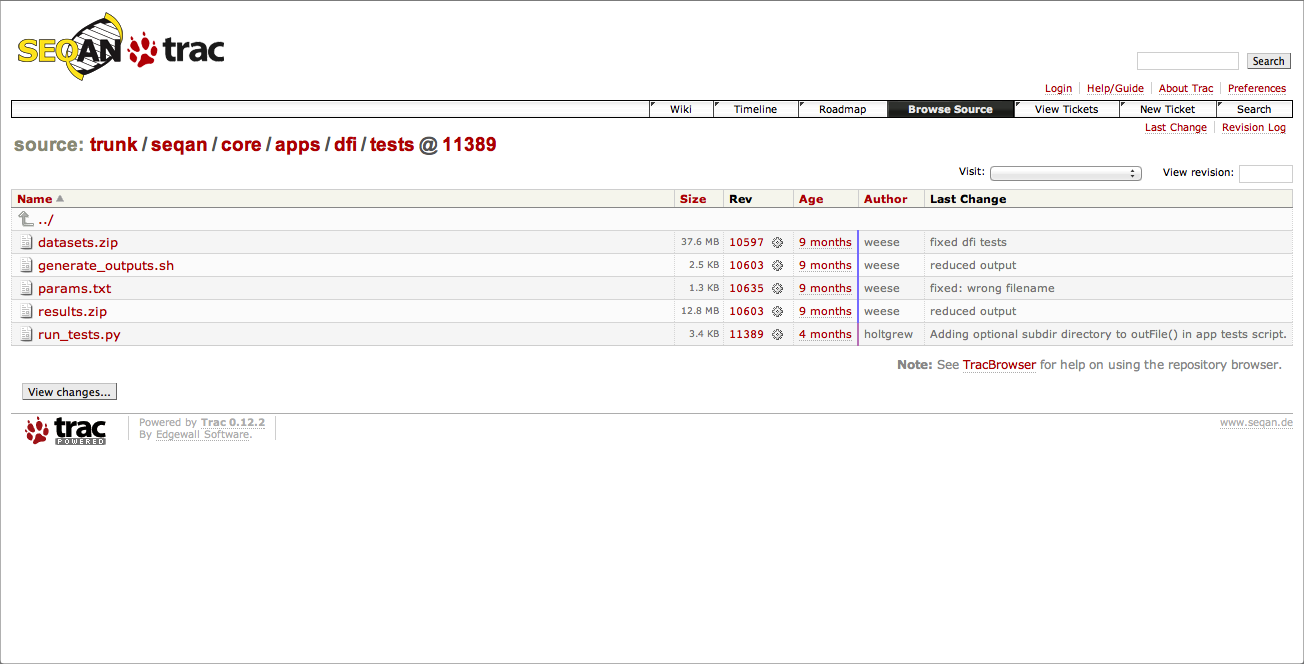 SEQAN trac
Search
Login Help/Guide About Trac Preferences
Wiki Timeline Roadmap Browse Source View Tickets New Ticket Search
Last Change Revision Log
source: trunk / seqan / core / apps / dfi / tests @ 11389
Visit: View revision:
Name Size Rev Age Author Last Change
../
datasets.zip 37.6 MB 10597 9 months weese fixed dfi tests
generate_outputs.sh 2.5 KB 10603 9 months weese reduced output
params.txt 1.3 KB 10635 9 months weese fixed: wrong filename
results.zip 12.8 MB 10603 9 months weese reduced output
run_tests.py 3.4 KB 11389 4 months holtgrew Adding optional subdir directory to outFile() in app tests script.
Note: See TracBrowser for help on using the repository browser.
View changes...
trac POWERED
Powered by Trac 0.12.2
By Edgewall Software.
www.seqan.de